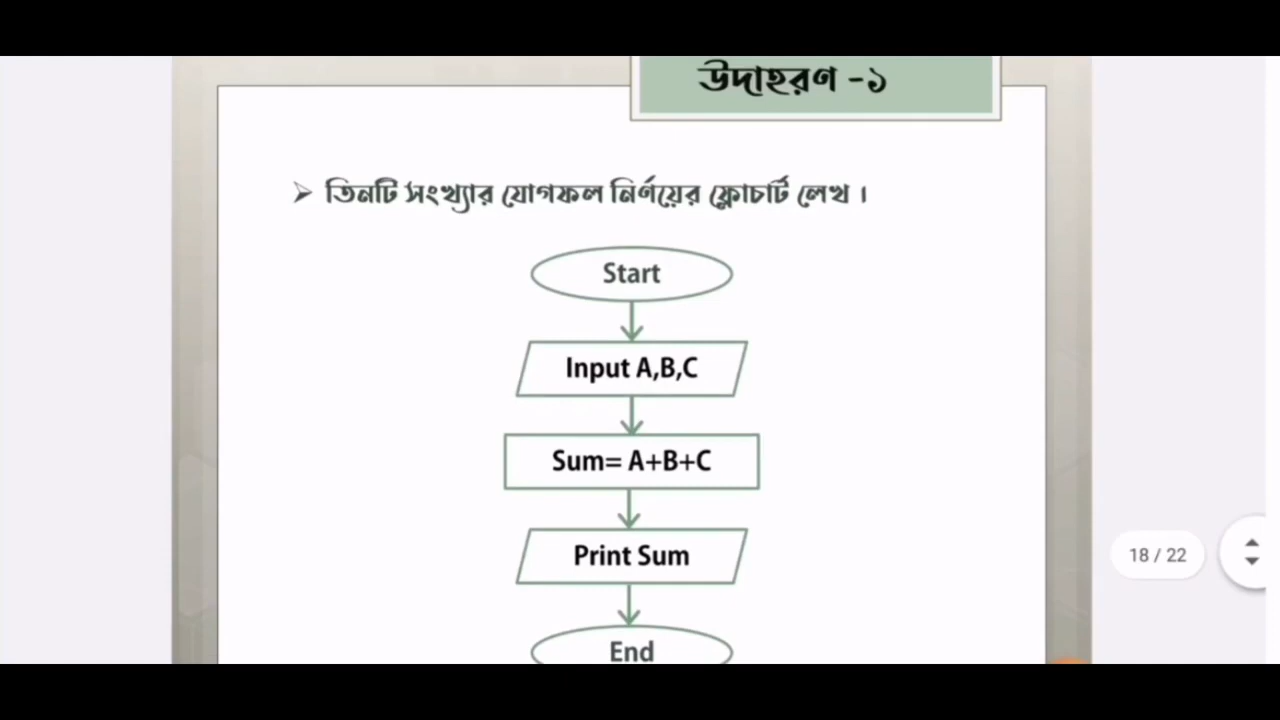 উদাহরণ -১
➢ তিনটি সংখ্যার যোগফল নির্ণয়ের ফ্লোচার্ট লেখ ।
Start
Input A,B,C
Sum= A+B+C
Print Sum
18 / 22
End